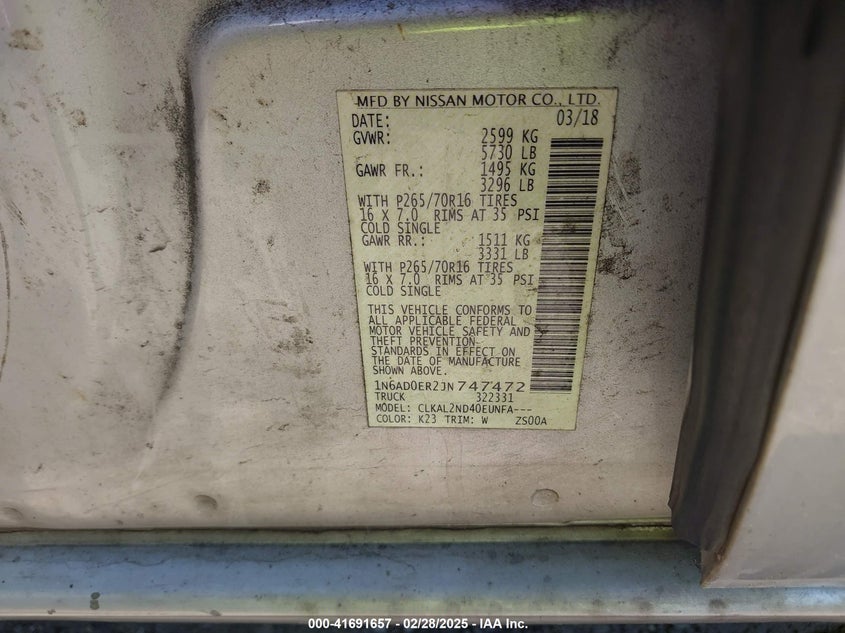 MFD BY NISSAN MOTOR CO., LTD.
DATE: 03/18
GVWR: 2599 KG
5730 LB
GAWR FR.: 1495 KG
3296 LB
WITH P265/70R16 TIRES
16 X 7.0 RIMS AT 35 PSI
COLD SINGLE
GAWR RR.: 1511 KG
3331 LB
WITH P265/70R16 TIRES
16 X 7.0 RIMS AT 35 PSI
COLD SINGLE
THIS VEHICLE CONFORMS TO
ALL APPLICABLE FEDERAL
MOTOR VEHICLE SAFETY AND
THEFT PREVENTION
STANDARDS IN EFFECT ON
THE DATE OF MANUFACTURE
SHOWN ABOVE.
1N6AD0ER2JN747472
TRUCK 322331
MODEL: CLKAL2ND40EUNFA---
COLOR: K23 TRIM: W ZS00A
000-41691657 - 02/28/2025 - IAA Inc.